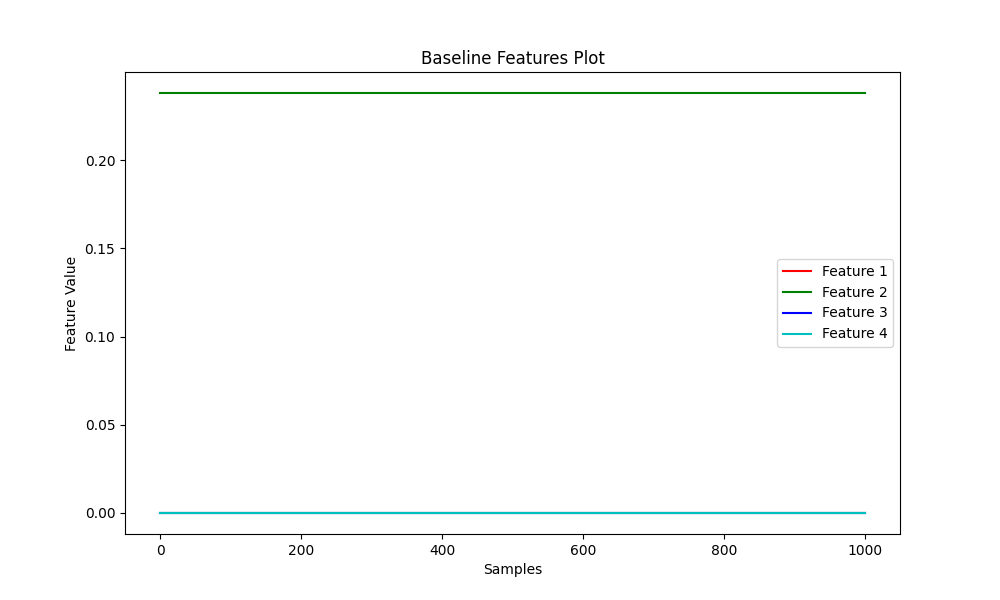 Baseline Features Plot
Feature Value
0.20
0.15
0.10
0.05
0.00
Feature 1
Feature 2
Feature 3
Feature 4
0 200 400 600 800 1000
Samples